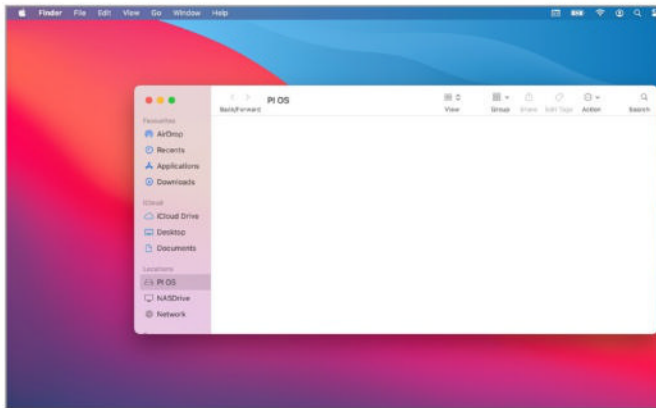 Finder File Edit View Go Window Help
PI OS
Back/Forward View Group Share Edit Tags Action Search
Favourites
AirDrop
Recents
Applications
Downloads
iCloud
iCloud Drive
Desktop
Documents
Locations
PI OS
NASDrive
Network